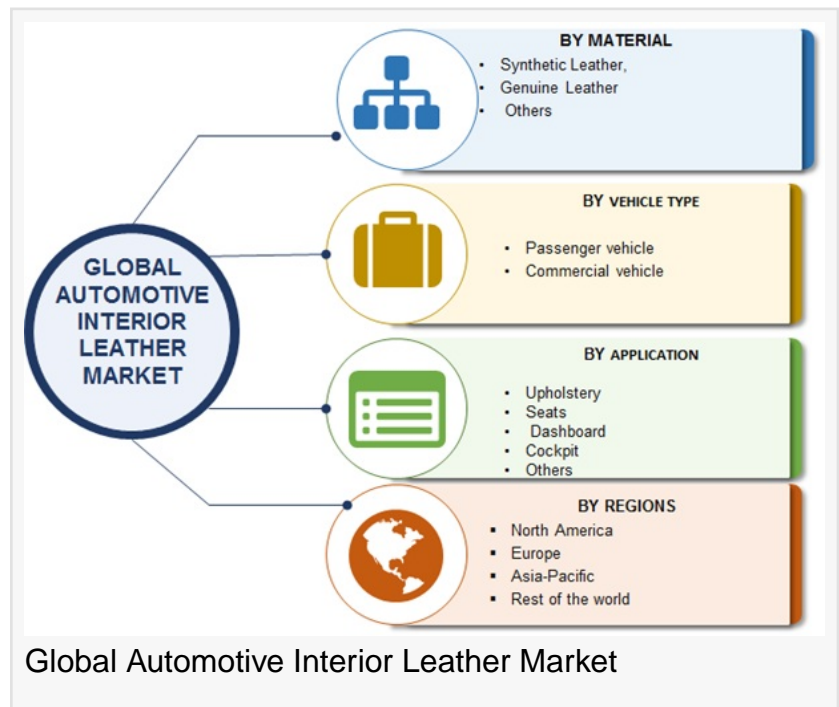 GLOBAL
AUTOMOTIVE
INTERIOR
LEATHER
MARKET
BY MATERIAL
• Synthetic Leather,
• Genuine Leather
• Others
BY VEHICLE TYPE
• Passenger vehicle
• Commercial vehicle
BY APPLICATION
• Upholstery
• Seats
• Dashboard
• Cockpit
• Others
BY REGIONS
▪ North America
▪ Europe
▪ Asia-Pacific
▪ Rest of the world
Global Automotive Interior Leather Market